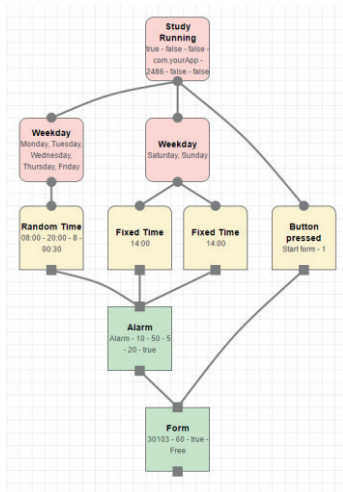 Study
Running
true - false - false -
com.yourApp -
2486 - false - false
Weekday
Monday, Tuesday,
Wednesday,
Thursday, Friday
Weekday
Saturday, Sunday
Random Time
08:00 - 20:00 - 8 -
00:30
Fixed Time
14:00
Fixed Time
14:00
Button
pressed
Start form - 1
Alarm
Alarm - 10 - 50 - 5
- 20 - true
Form
30103 - 60 - true -
Free